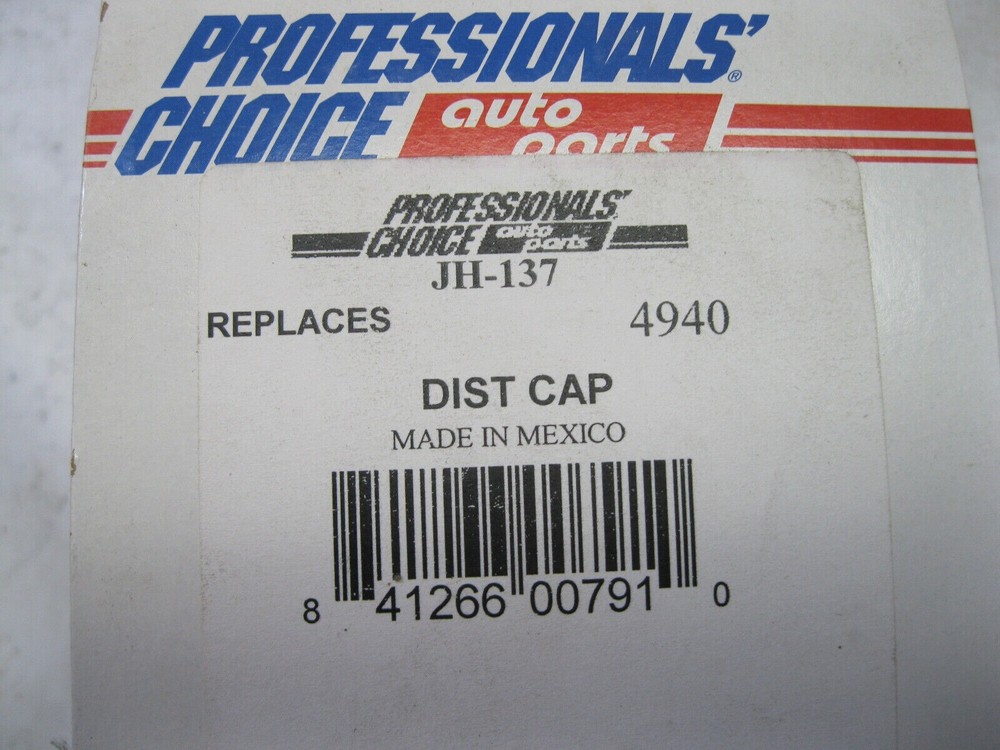 PROFESSIONALS'®
CHOICE auto parts
PROFESSIONALS'
CHOICE auto parts
JH-137
REPLACES 4940
DIST CAP
MADE IN MEXICO
8 41266 00791 0